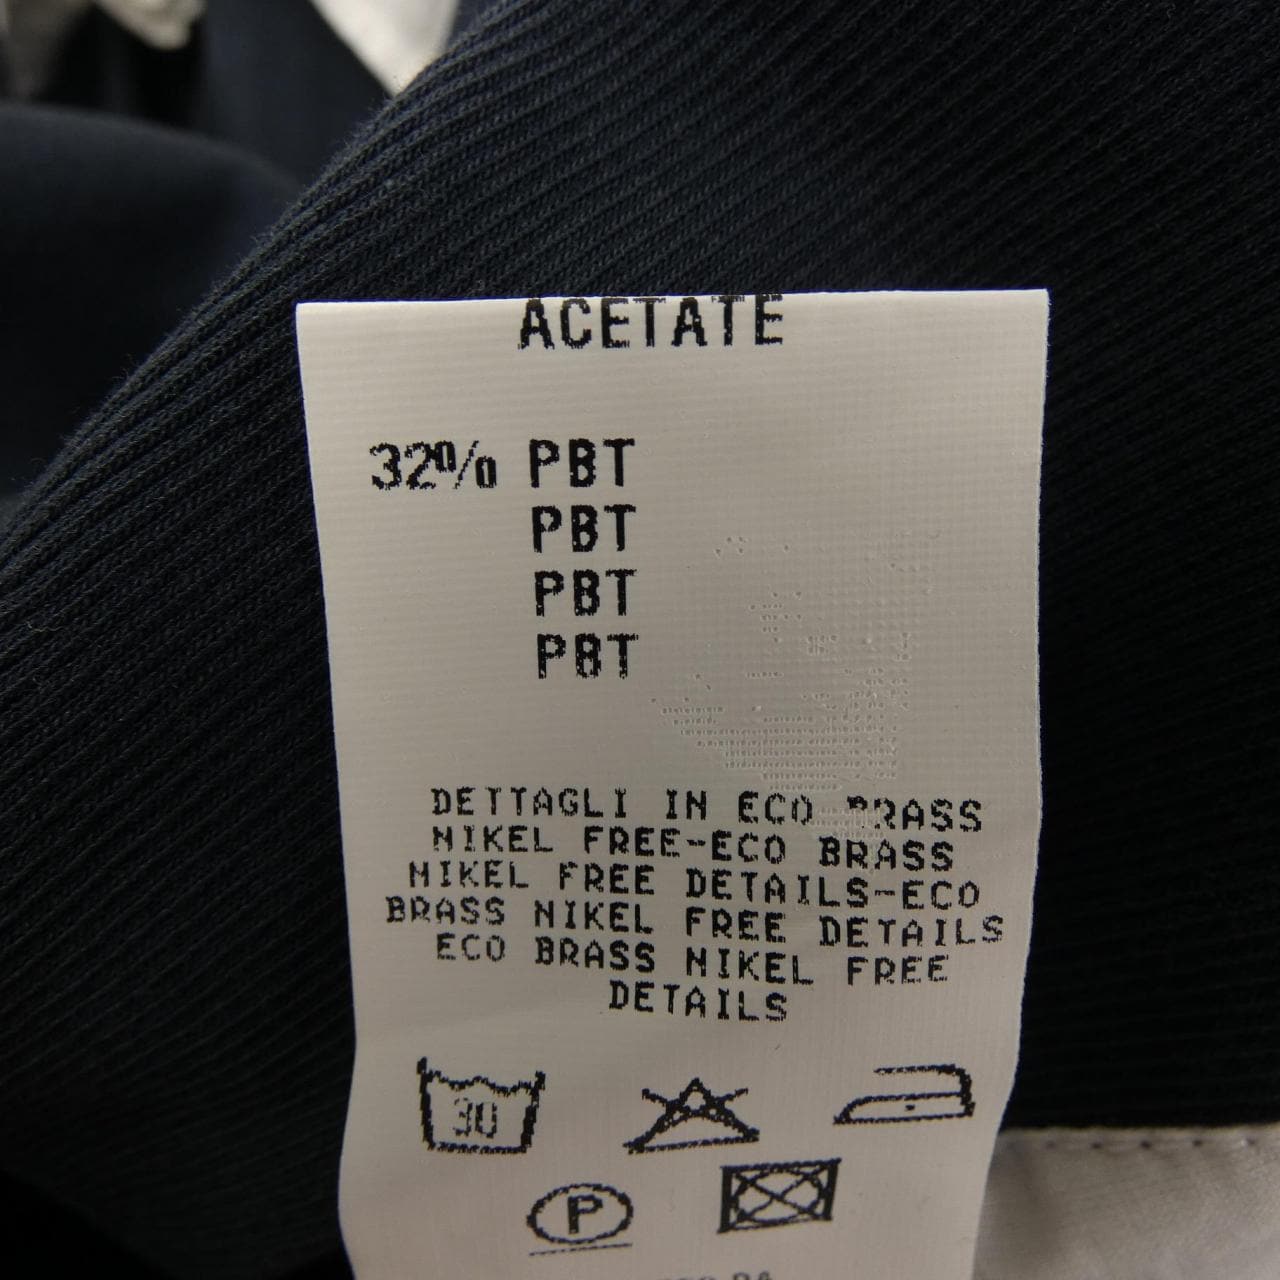 ACETATE
32% PBT
PBT
PBT
PBT
DETTAGLI IN ECO BRASS
NIKEL FREE-ECO BRASS
NIKEL FREE DETAILS-ECO
BRASS NIKEL FREE DETAILS
ECO BRASS NIKEL FREE
DETAILS
30
P